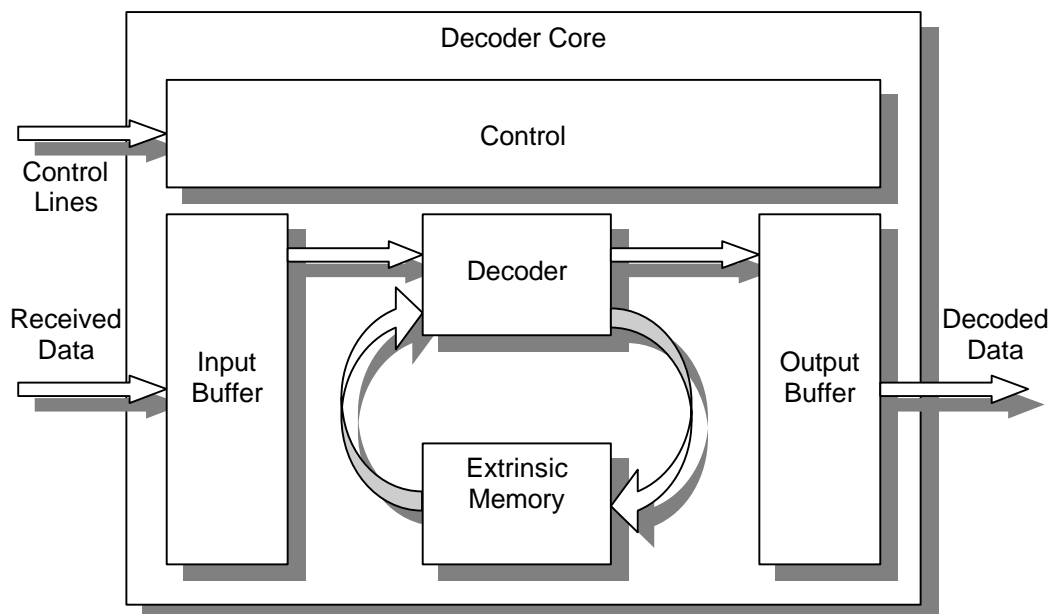 Decoder Core
Control
Control
Lines
Decoder
Received
Data
Input
Buffer
Output
Buffer
Decoded
Data
Extrinsic
Memory